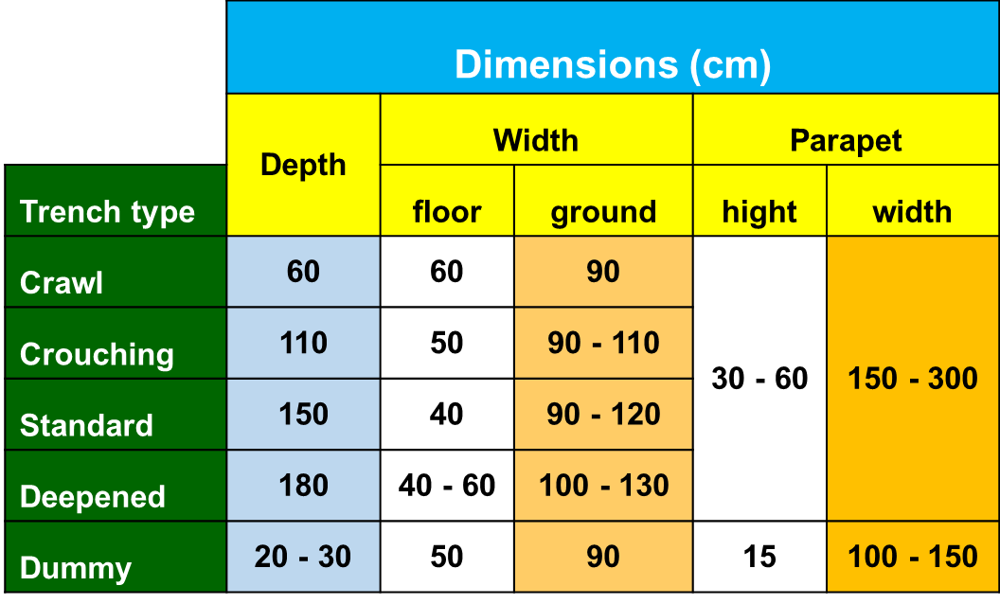 Dimensions (cm)
Width Parapet
Depth
Trench type floor ground hight width
Crawl 60 60 90
Crouching 110 50 90 - 110
30 - 60 150 - 300
Standard 150 40 90 - 120
Deepened 180 40 - 60 100 - 130
Dummy 20 - 30 50 90 15 100 - 150